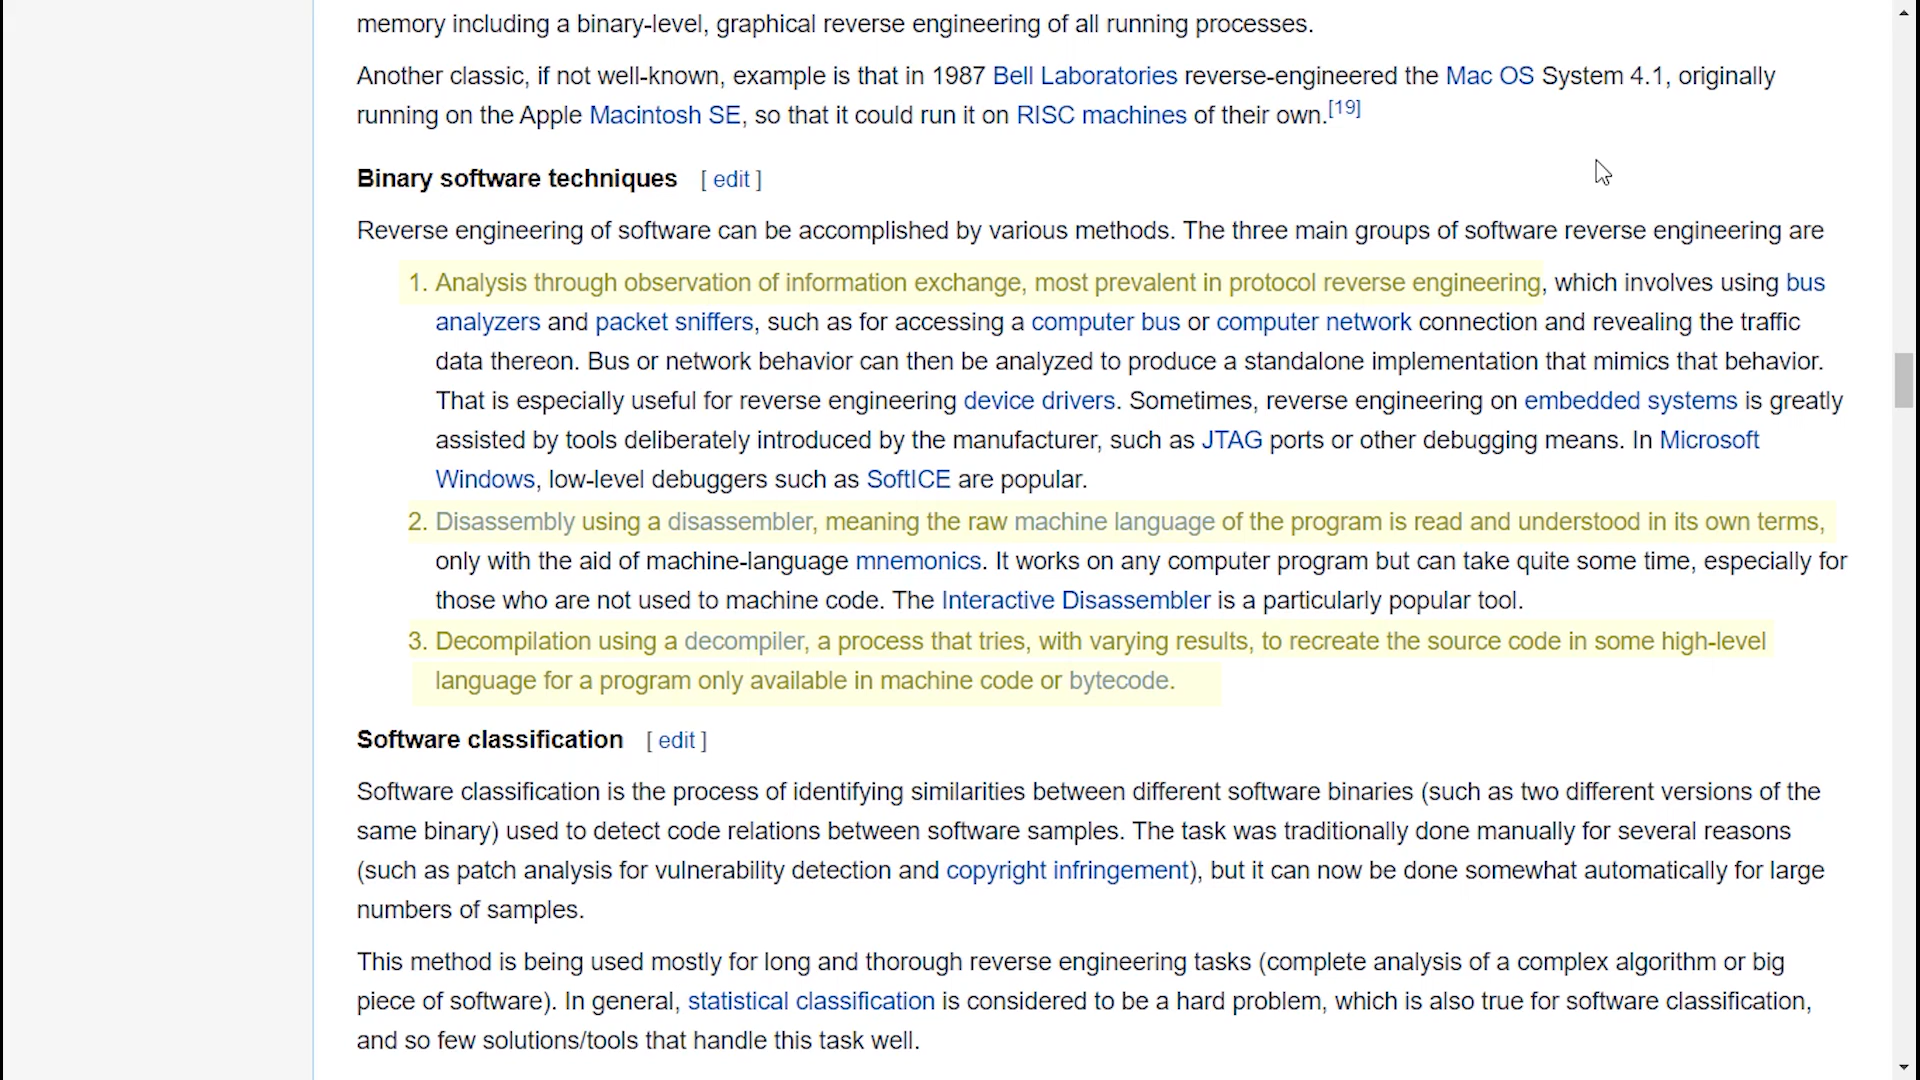 memory including a binary-level, graphical reverse engineering of all running processes.
Another classic, if not well-known, example is that in 1987 Bell Laboratories reverse-engineered the Mac OS System 4.1, originally
running on the Apple Macintosh SE, so that it could run it on RISC machines of their own.[19]
Binary software techniques [ edit ]
Reverse engineering of software can be accomplished by various methods. The three main groups of software reverse engineering are
1. Analysis through observation of information exchange, most prevalent in protocol reverse engineering, which involves using bus
analyzers and packet sniffers, such as for accessing a computer bus or computer network connection and revealing the traffic
data thereon. Bus or network behavior can then be analyzed to produce a standalone implementation that mimics that behavior.
That is especially useful for reverse engineering device drivers. Sometimes, reverse engineering on embedded systems is greatly
assisted by tools deliberately introduced by the manufacturer, such as JTAG ports or other debugging means. In Microsoft
Windows, low-level debuggers such as SoftICE are popular.
2. Disassembly using a disassembler, meaning the raw machine language of the program is read and understood in its own terms,
only with the aid of machine-language mnemonics. It works on any computer program but can take quite some time, especially for
those who are not used to machine code. The Interactive Disassembler is a particularly popular tool.
3. Decompilation using a decompiler, a process that tries, with varying results, to recreate the source code in some high-level
language for a program only available in machine code or bytecode.
Software classification [ edit ]
Software classification is the process of identifying similarities between different software binaries (such as two different versions of the
same binary) used to detect code relations between software samples. The task was traditionally done manually for several reasons
(such as patch analysis for vulnerability detection and copyright infringement), but it can now be done somewhat automatically for large
numbers of samples.
This method is being used mostly for long and thorough reverse engineering tasks (complete analysis of a complex algorithm or big
piece of software). In general, statistical classification is considered to be a hard problem, which is also true for software classification,
and so few solutions/tools that handle this task well.